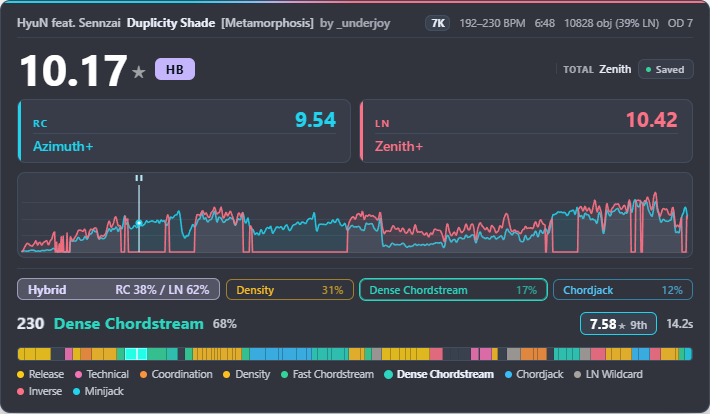 HyuN feat. Sennzai Duplicity Shade [Metamorphosis] by _underjoy 7K 192–230 BPM 6:48 10828 obj (39% LN) OD 7
10.17★ HB TOTAL Zenith Saved
RC 9.54
Azimuth+
LN 10.42
Zenith+
Hybrid RC 38% / LN 62% Density 31% Dense Chordstream 17% Chordjack 12%
230 Dense Chordstream 68% 7.58★ 9th 14.2s
Release Technical Coordination Density Fast Chordstream Dense Chordstream Chordjack LN Wildcard
Inverse Minijack